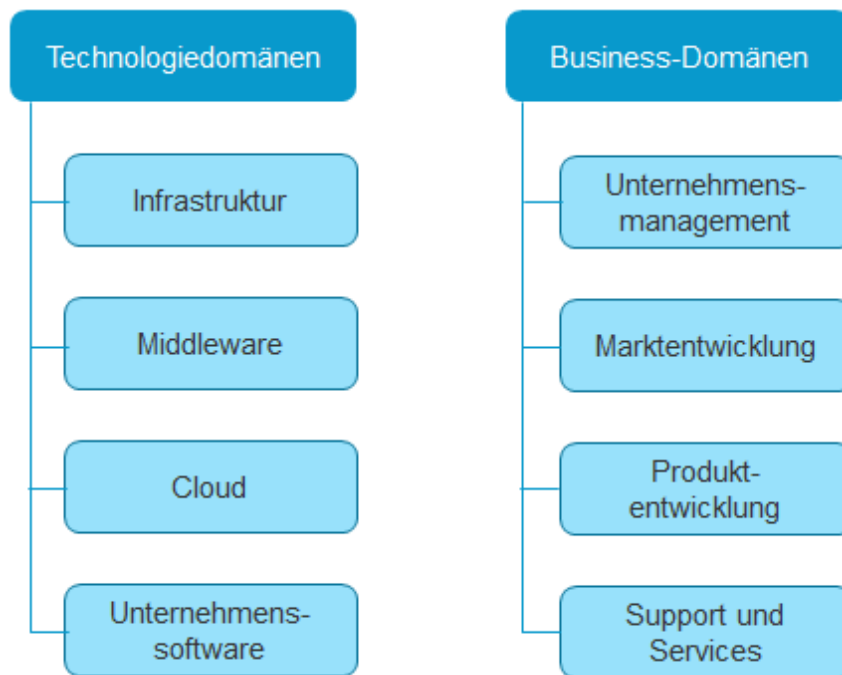 Technologiedomänen
Infrastruktur
Middleware
Cloud
Unternehmens-
software
Business-Domänen
Unternehmens-
management
Marktentwicklung
Produkt-
entwicklung
Support und
Services